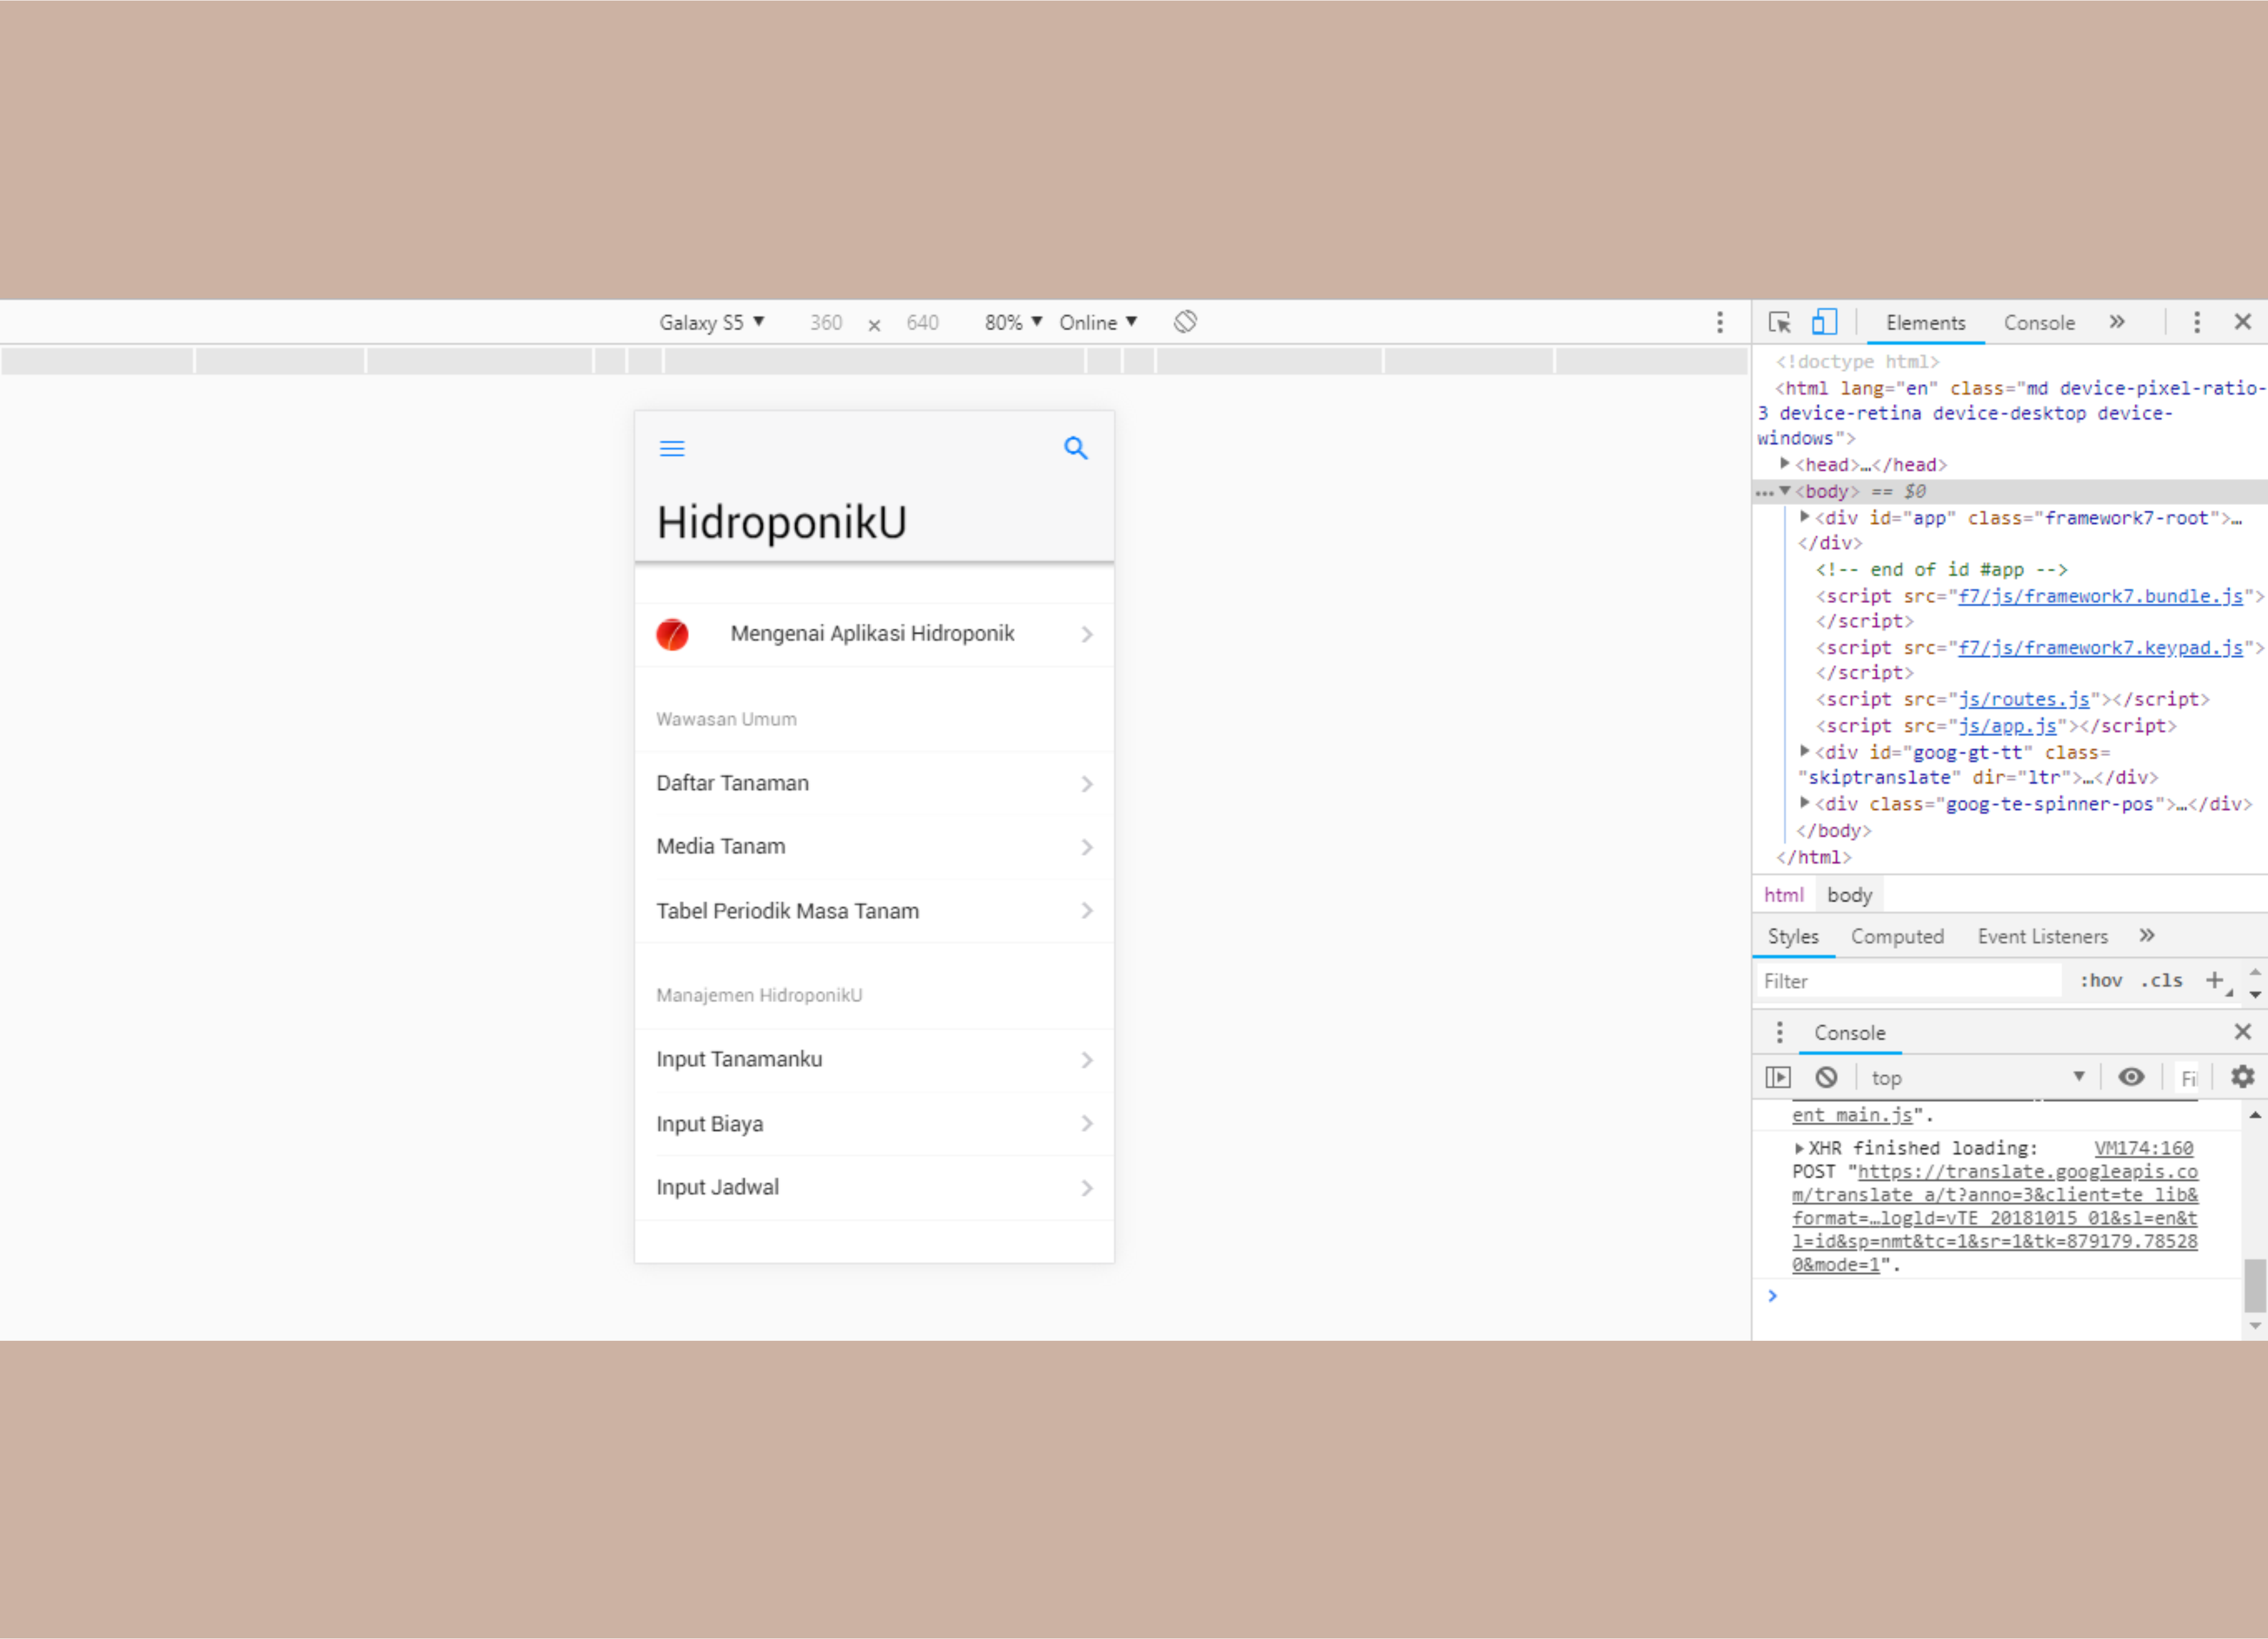 Galaxy S5 ▼ 360 x 640 80% ▼ Online ▼
HidroponikU
Mengenai Aplikasi Hidroponik
Wawasan Umum
Daftar Tanaman
Media Tanam
Tabel Periodik Masa Tanam
Manajemen HidroponikU
Input Tanamanku
Input Biaya
Input Jadwal
Elements Console »
<!doctype html>
<html lang="en" class="md device-pixel-ratio-
3 device-retina device-desktop device-
windows">
▶<head>…</head>
…▼<body> == $0
▶<div id="app" class="framework7-root">…
</div>
<!-- end of id #app -->
<script src="f7/js/framework7.bundle.js">
</script>
<script src="f7/js/framework7.keypad.js">
</script>
<script src="js/routes.js"></script>
<script src="js/app.js"></script>
▶<div id="goog-gt-tt" class=
"skiptranslate" dir="ltr">…</div>
▶<div class="goog-te-spinner-pos">…</div>
</body>
</html>
html body
Styles Computed Event Listeners »
Filter :hov .cls +
Console
top ▼ Fi
ent_main.js".
▶XHR finished loading: VM174:160
POST "https://translate.googleapis.co
m/translate_a/t?anno=3&client=te_lib&
format=…logld=vTE_20181015_01&sl=en&t
l=id&sp=nmt&tc=1&sr=1&tk=879179.78528
0&mode=1".
>